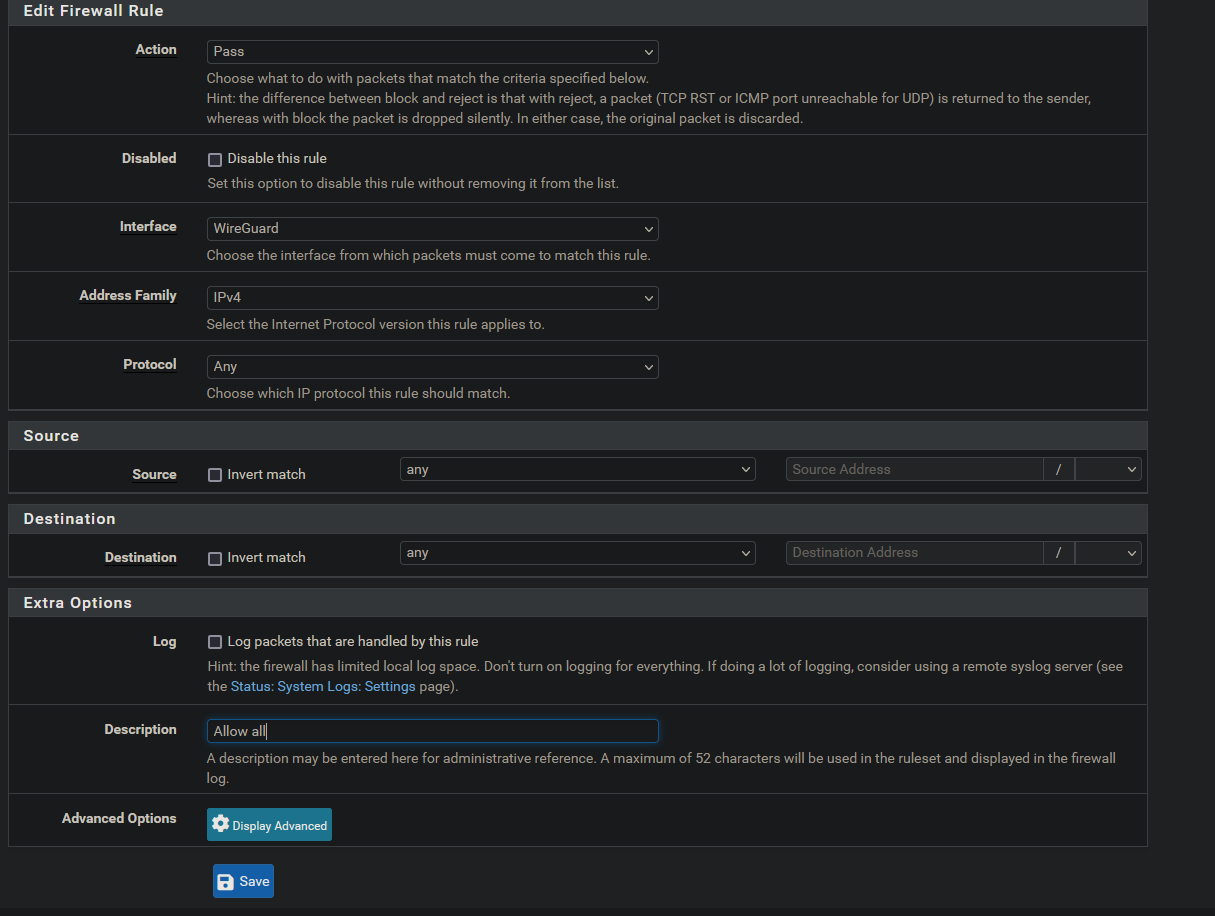 Edit Firewall Rule
Action
Pass
Choose what to do with packets that match the criteria specified below.
Hint: the difference between block and reject is that with reject, a packet (TCP RST or ICMP port unreachable for UDP) is returned to the sender,
whereas with block the packet is dropped silently. In either case, the original packet is discarded.
Disabled
Disable this rule
Set this option to disable this rule without removing it from the list.
Interface
WireGuard
Choose the interface from which packets must come to match this rule.
Address Family
IPv4
Select the Internet Protocol version this rule applies to.
Protocol
Any
Choose which IP protocol this rule should match.
Source
Source
Invert match
any
Source Address
/
Destination
Destination
Invert match
any
Destination Address
/
Extra Options
Log
Log packets that are handled by this rule
Hint: the firewall has limited local log space. Don't turn on logging for everything. If doing a lot of logging, consider using a remote syslog server (see
the Status: System Logs: Settings page).
Description
Allow all
A description may be entered here for administrative reference. A maximum of 52 characters will be used in the ruleset and displayed in the firewall
log.
Advanced Options
Display Advanced
Save